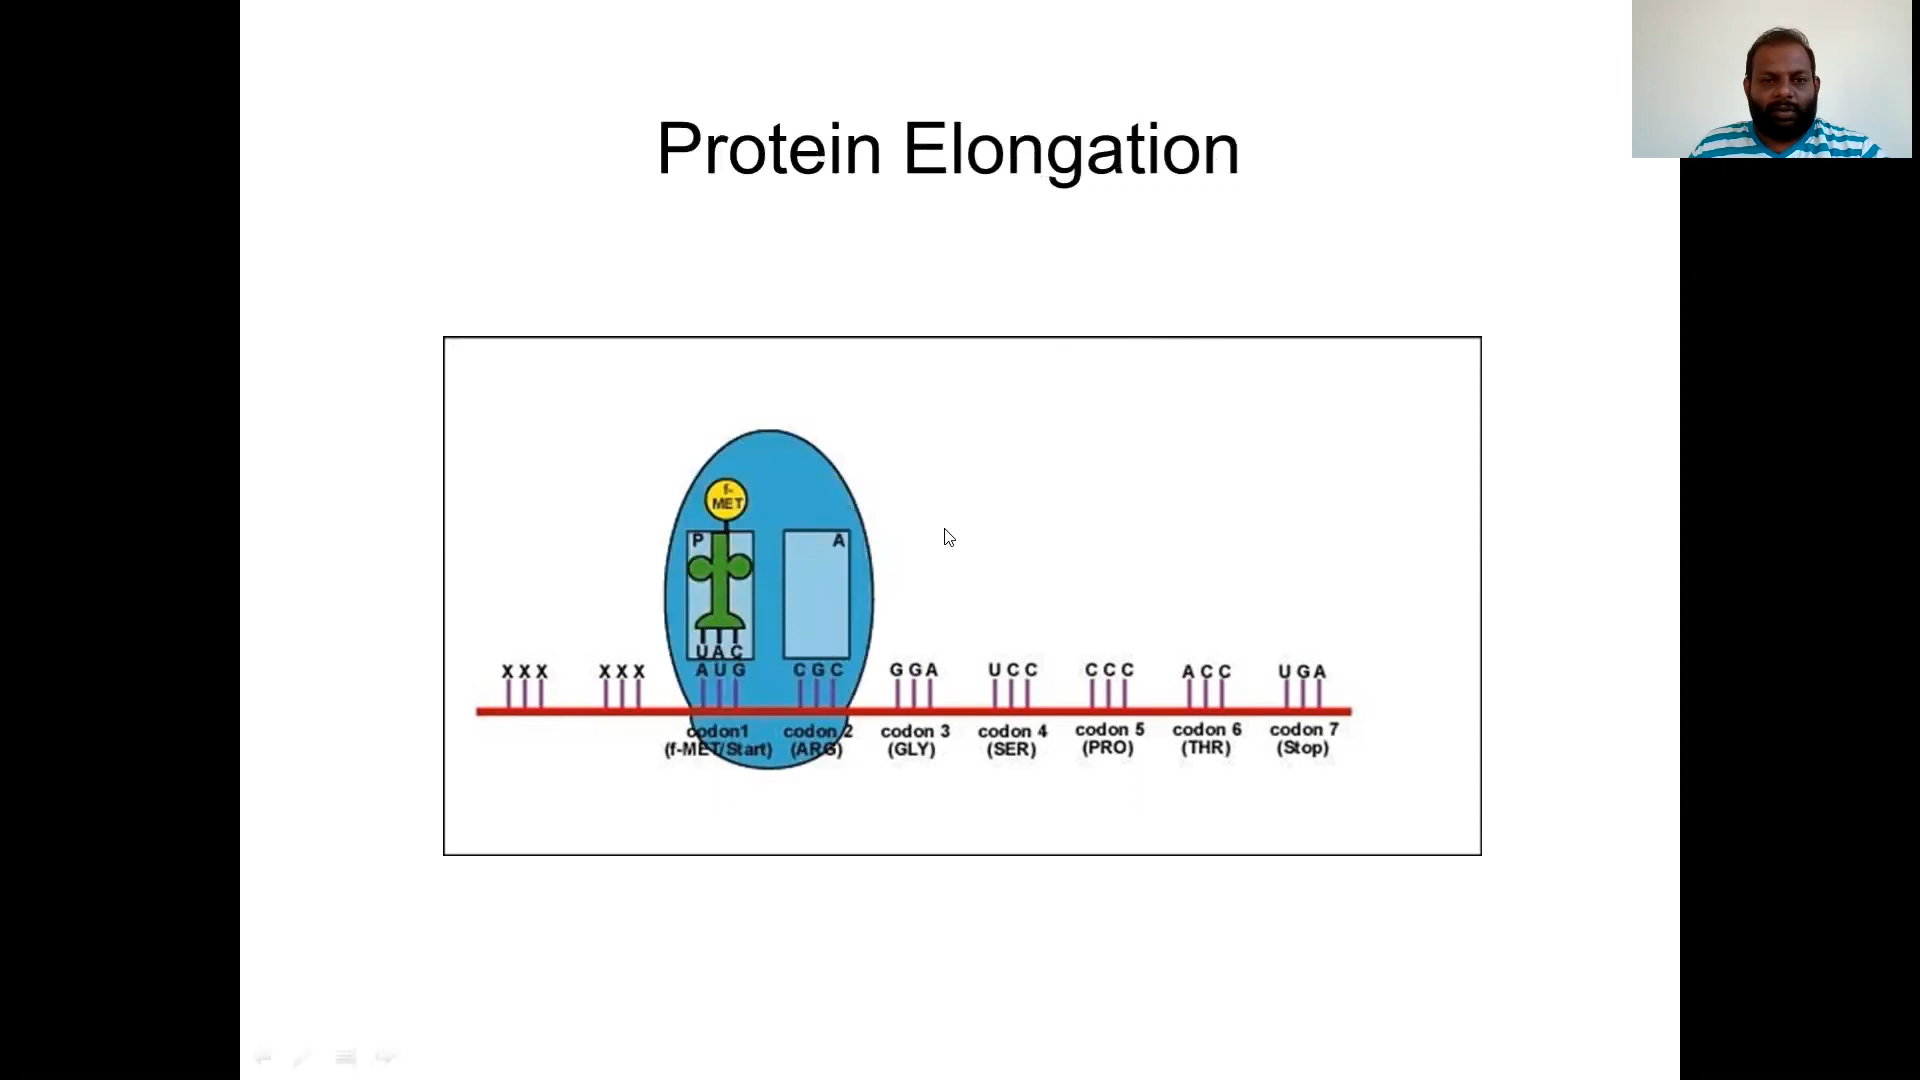 Protein Elongation
f-
MET
P A
U A C
X X X X X X A U G C G C G G A U C C C C C A C C U G A
codon1 codon 2 codon 3 codon 4 codon 5 codon 6 codon 7
(f-MET/Start) (ARG) (GLY) (SER) (PRO) (THR) (Stop)